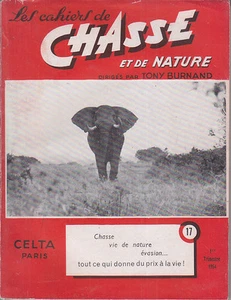 Les cahiers de
CHASSE
ET DE NATURE
DIRIGÉS PAR TONY BURNAND
17
Chasse
vie de nature
évasion...
tout ce qui donne du prix à la vie !
CELTA
PARIS